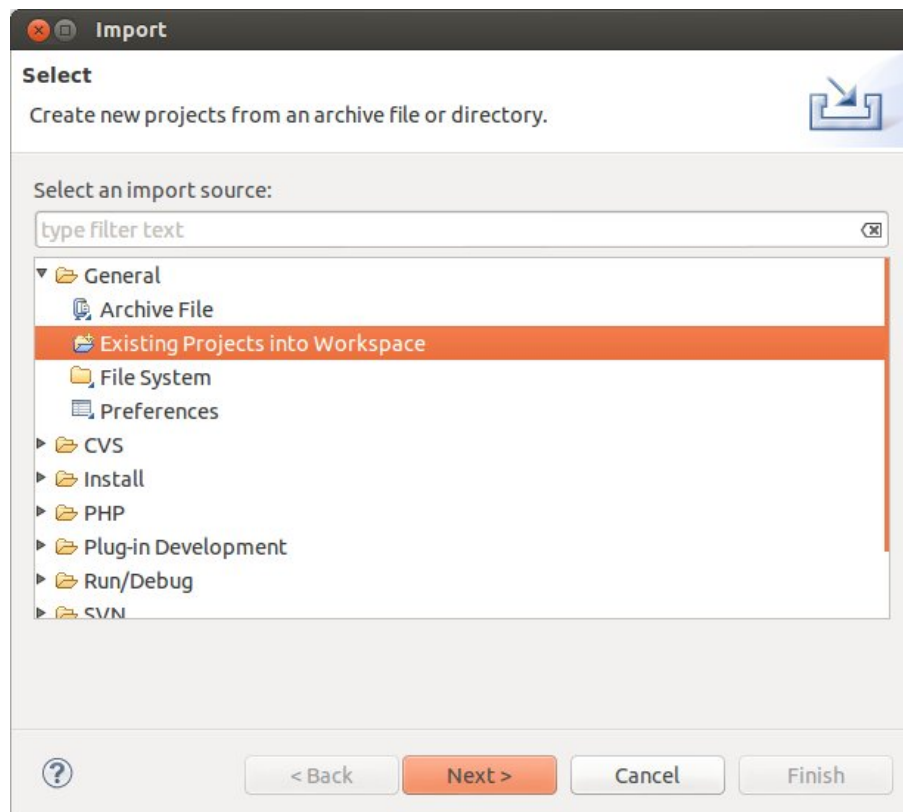 Import
Select
Create new projects from an archive file or directory.
Select an import source:
type filter text
General
Archive File
Existing Projects into Workspace
File System
Preferences
CVS
Install
PHP
Plug-in Development
Run/Debug
SVN
?
< Back
Next >
Cancel
Finish